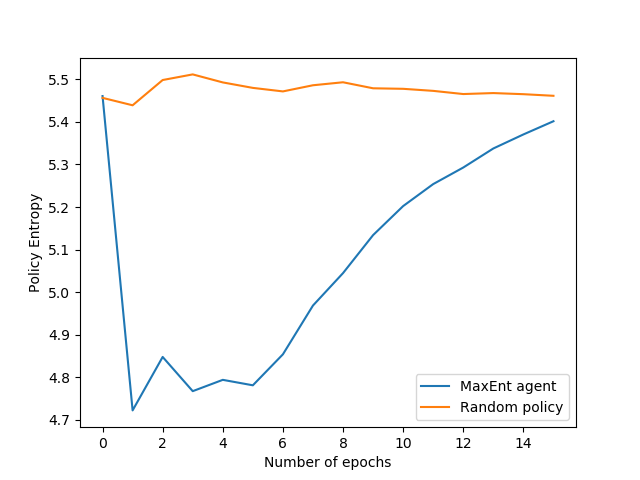 5.5
5.4
5.3
5.2
5.1
5.0
4.9
4.8
4.7
Policy Entropy
0 2 4 6 8 10 12 14
Number of epochs
MaxEnt agent
Random policy